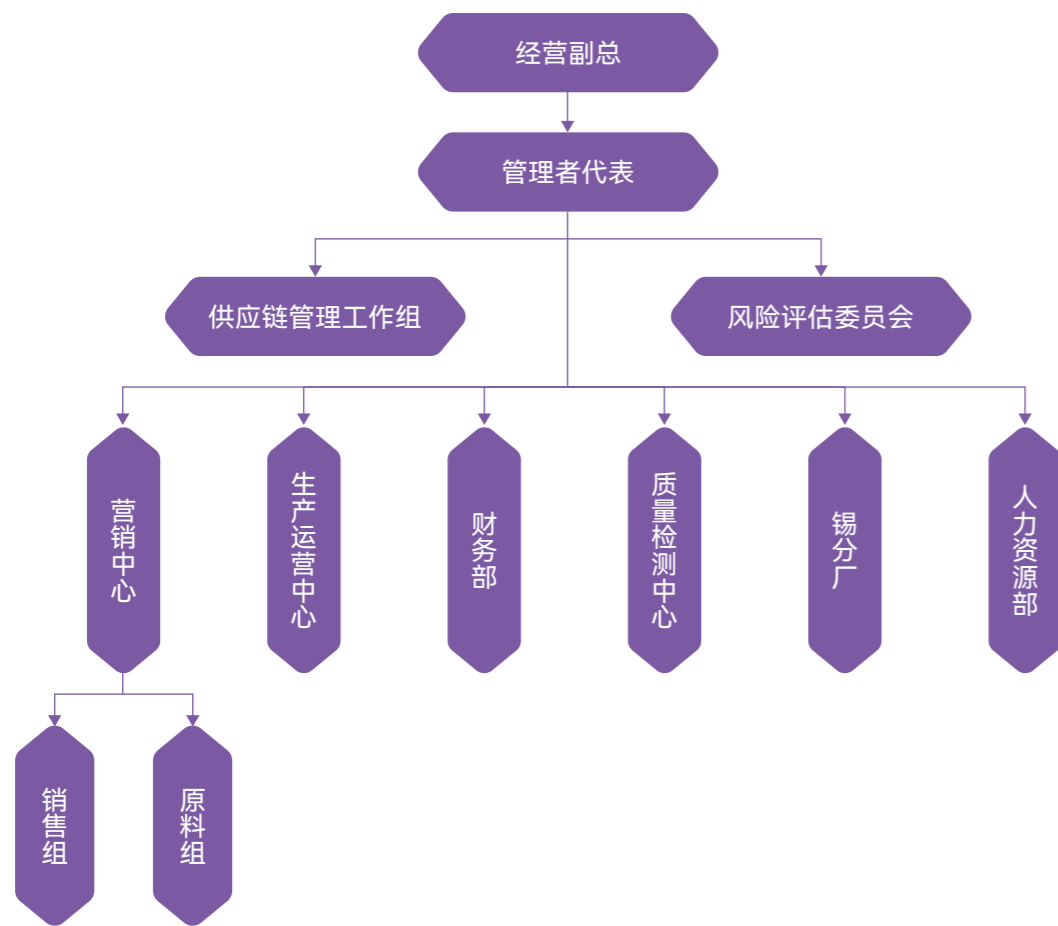 经营副总
管理者代表
供应链管理工作组
风险评估委员会
营销中心
生产运营中心
财务部
质量检测中心
锡分厂
人力资源部
销售组
原料组